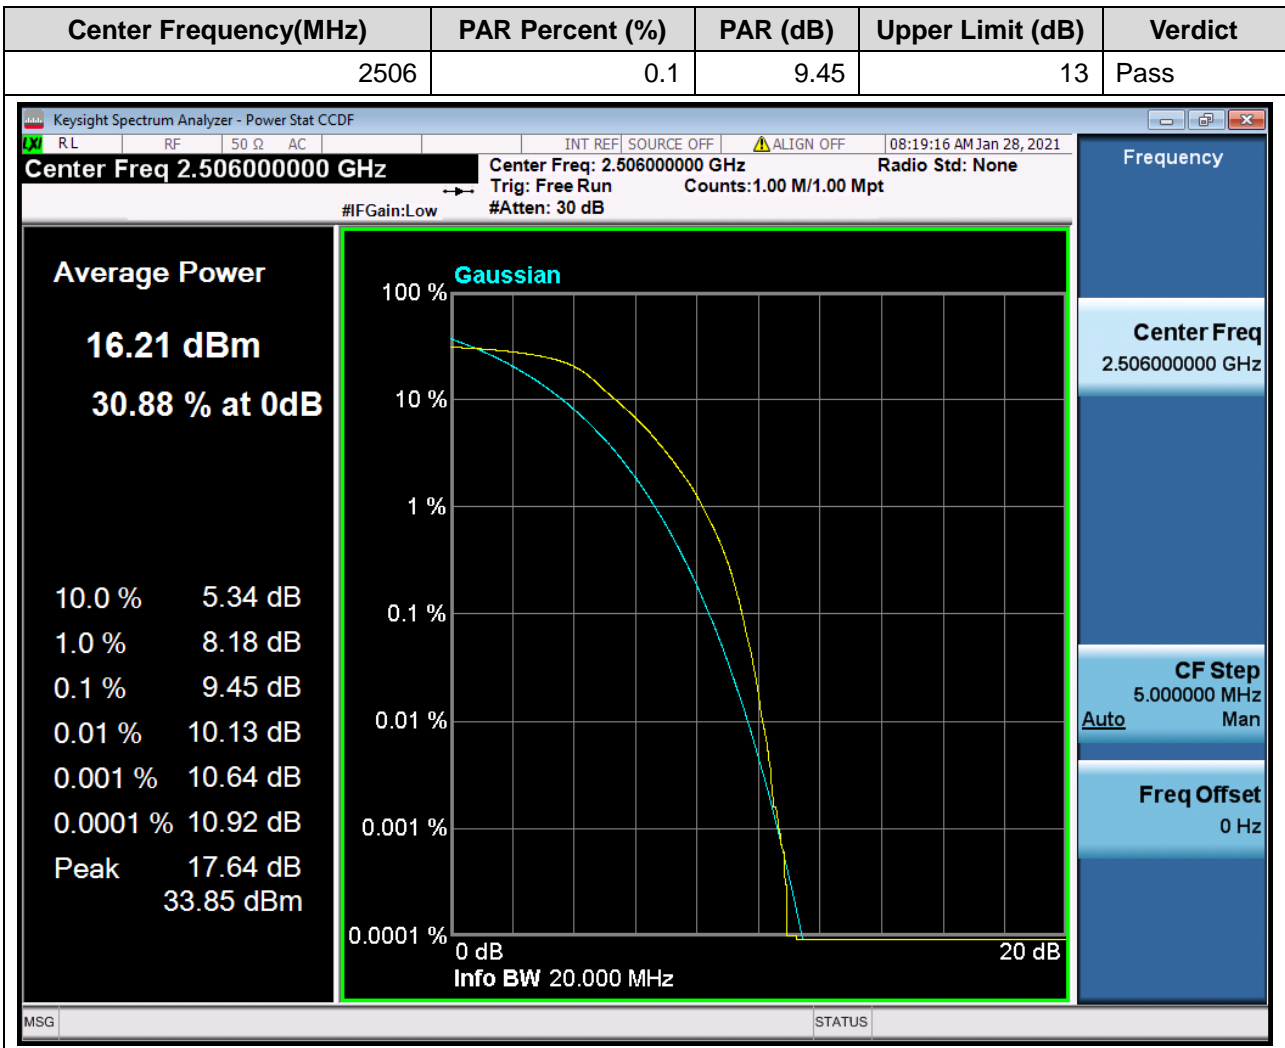 Center Frequency(MHz) PAR Percent (%) PAR (dB) Upper Limit (dB) Verdict
2506 0.1 9.45 13 Pass
Keysight Spectrum Analyzer - Power Stat CCDF
LXI RL RF 50 Ω AC INT REF SOURCE OFF ALIGN OFF 08:19:16 AM Jan 28, 2021
Center Freq 2.506000000 GHz
Center Freq: 2.506000000 GHz Radio Std: None
Trig: Free Run Counts:1.00 M/1.00 Mpt
#IFGain:Low #Atten: 30 dB
Average Power
16.21 dBm
30.88 % at 0dB
10.0 % 5.34 dB
1.0 % 8.18 dB
0.1 % 9.45 dB
0.01 % 10.13 dB
0.001 % 10.64 dB
0.0001 % 10.92 dB
Peak 17.64 dB
33.85 dBm
Gaussian
100 %
10 %
1 %
0.1 %
0.01 %
0.001 %
0.0001 %
0 dB 20 dB
Info BW 20.000 MHz
Frequency
Center Freq
2.506000000 GHz
CF Step
5.000000 MHz
Auto Man
Freq Offset
0 Hz
MSG STATUS